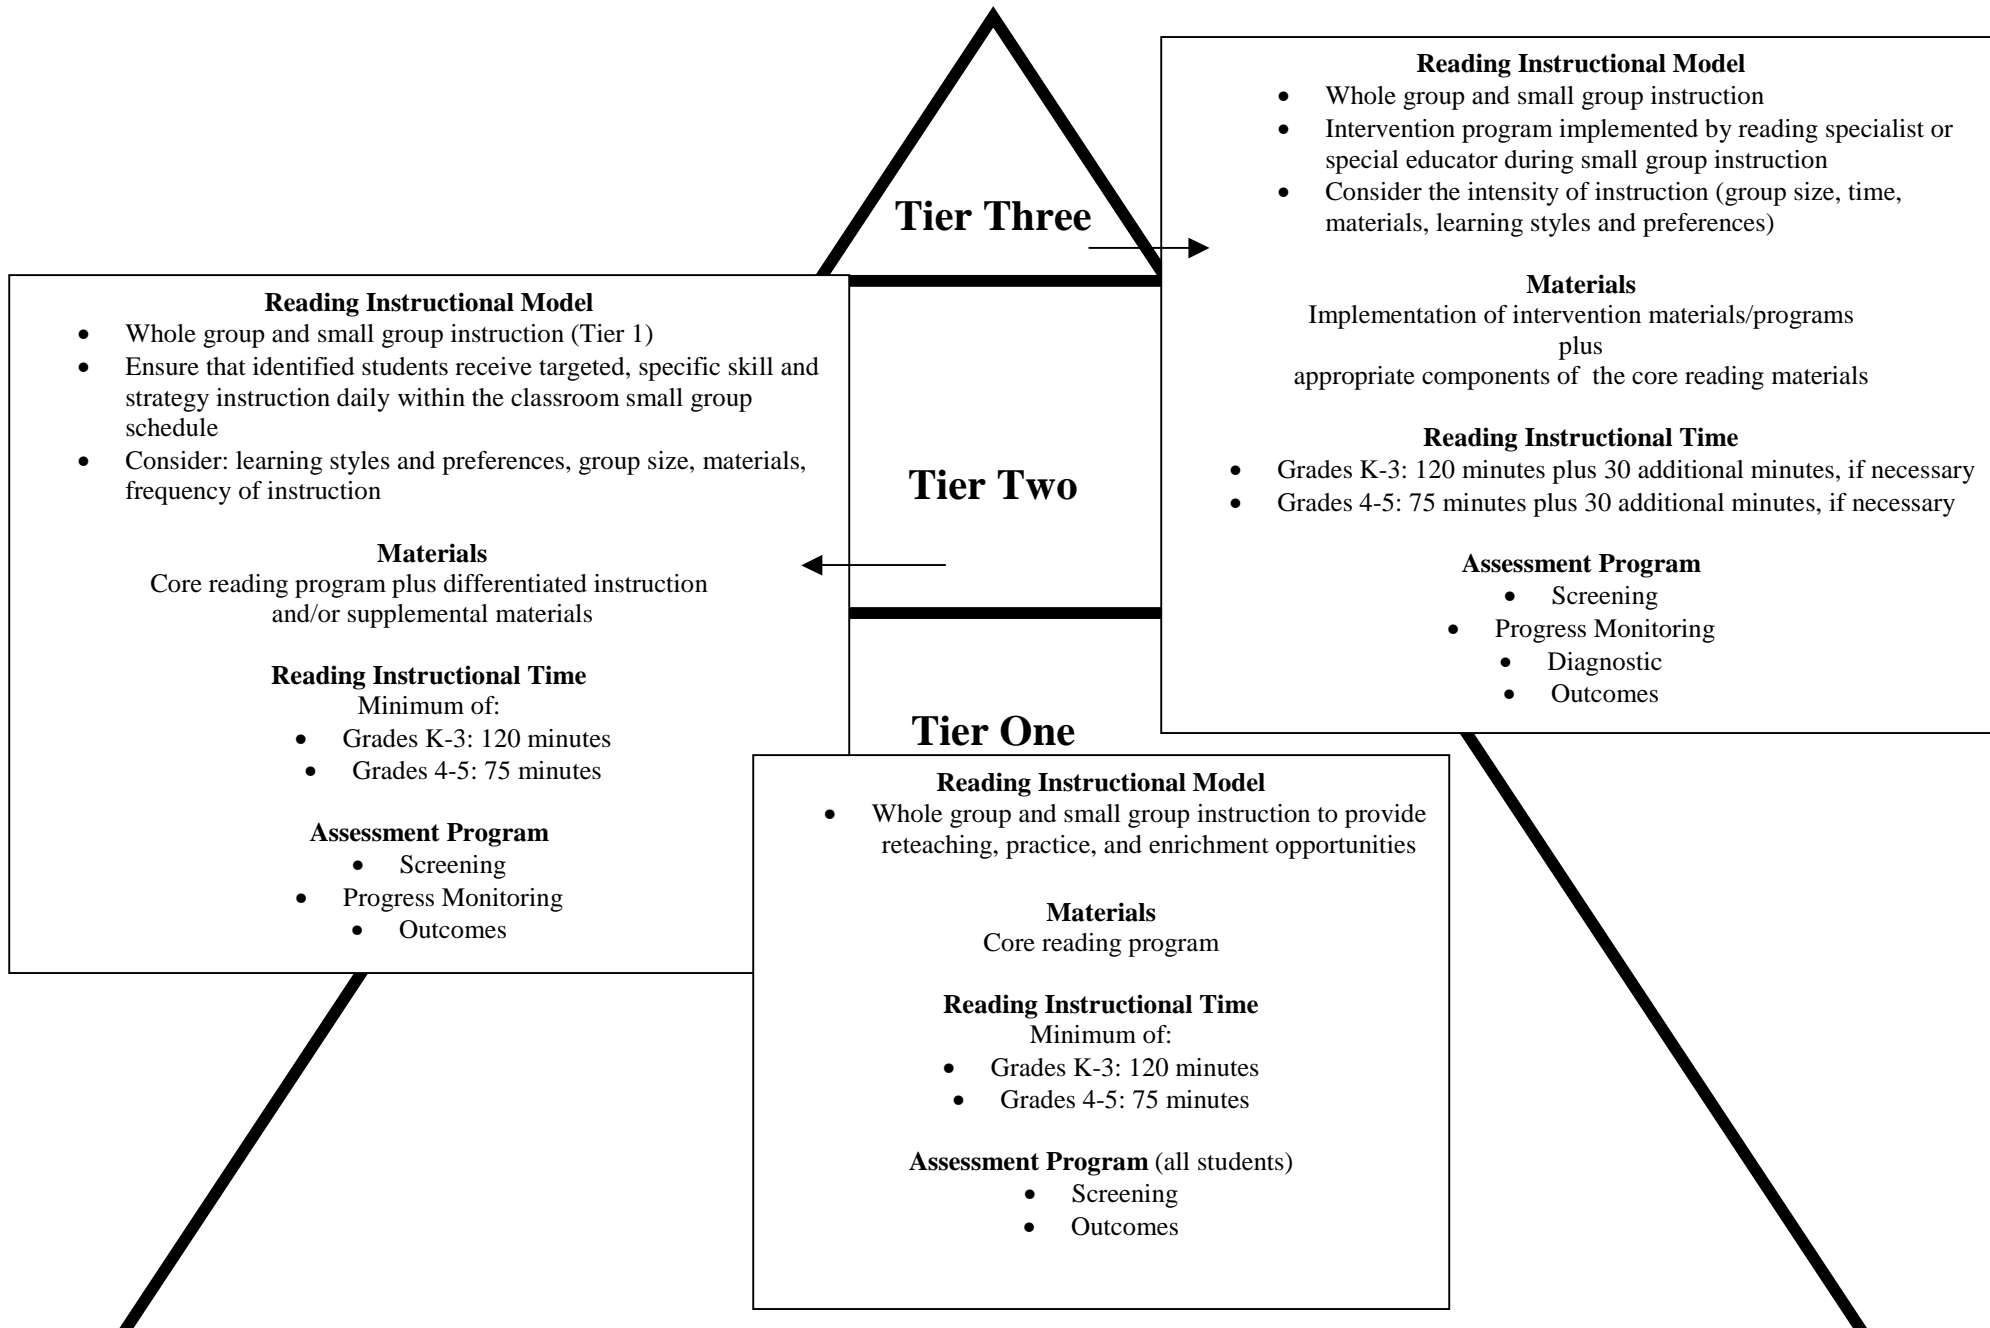 Tier Three
Reading Instructional Model
• Whole group and small group instruction
• Intervention program implemented by reading specialist or
special educator during small group instruction
• Consider the intensity of instruction (group size, time,
materials, learning styles and preferences)
Materials
Implementation of intervention materials/programs
plus
appropriate components of the core reading materials
Reading Instructional Time
• Grades K-3: 120 minutes plus 30 additional minutes, if necessary
• Grades 4-5: 75 minutes plus 30 additional minutes, if necessary
Assessment Program
• Screening
• Progress Monitoring
• Diagnostic
• Outcomes
Tier Two
Reading Instructional Model
• Whole group and small group instruction (Tier 1)
• Ensure that identified students receive targeted, specific skill and
strategy instruction daily within the classroom small group
schedule
• Consider: learning styles and preferences, group size, materials,
frequency of instruction
Materials
Core reading program plus differentiated instruction
and/or supplemental materials
Reading Instructional Time
Minimum of:
• Grades K-3: 120 minutes
• Grades 4-5: 75 minutes
Assessment Program
• Screening
• Progress Monitoring
• Outcomes
Tier One
Reading Instructional Model
• Whole group and small group instruction to provide
reteaching, practice, and enrichment opportunities
Materials
Core reading program
Reading Instructional Time
Minimum of:
• Grades K-3: 120 minutes
• Grades 4-5: 75 minutes
Assessment Program (all students)
• Screening
• Outcomes